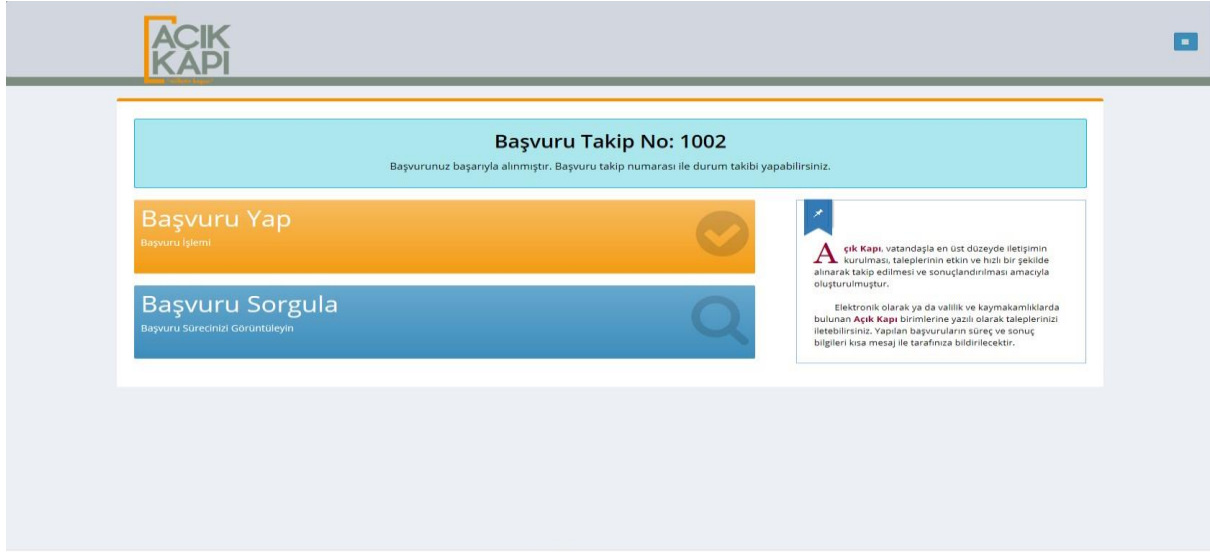 AÇIK
KAPI
Başvuru Takip No: 1002
Başvurunuz başarıyla alınmıştır. Başvuru takip numarası ile durum takibi yapabilirsiniz.
Başvuru Yap
Başvuru İşlemi
Başvuru Sorgula
Başvuru Sürecinizi Görüntüleyin
Açık Kapı, vatandaşla en üst düzeyde iletişimin
kurulması, taleplerinin etkin ve hızlı bir şekilde
alınarak takip edilmesi ve sonuçlandırılması amacıyla
oluşturulmuştur.
Elektronik olarak ya da valilik ve kaymakamlıklarda
bulunan Açık Kapı birimlerine yazılı olarak taleplerinizi
iletebilirsiniz. Yapılan başvuruların süreç ve sonuç
bilgileri kısa mesaj ile tarafınıza bildirilecektir.